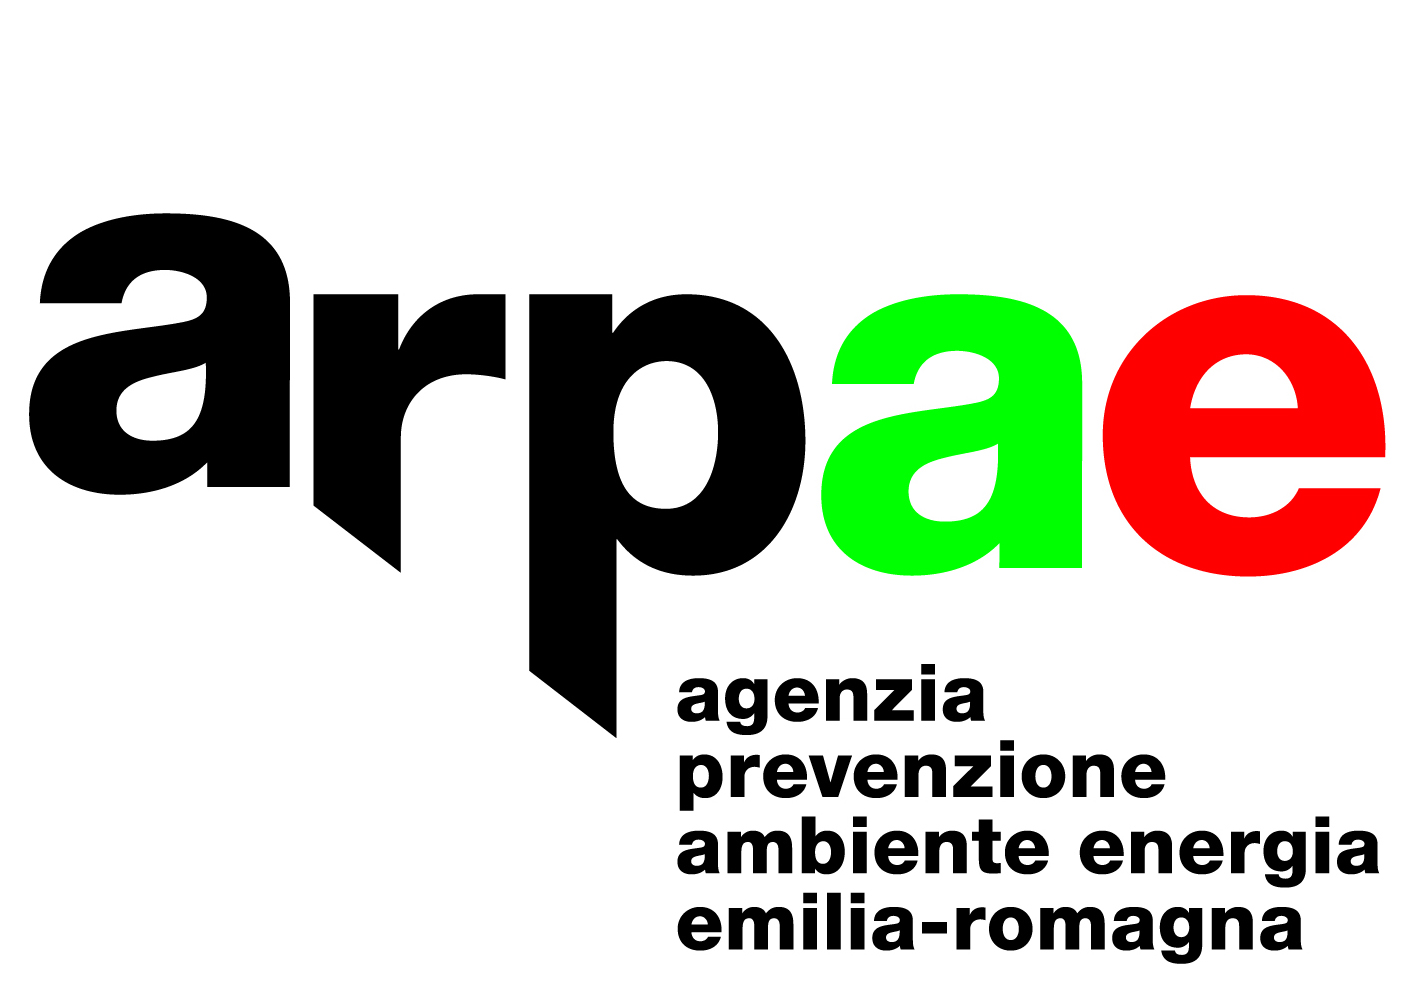 arpae
agenzia
prevenzione
ambiente energia
emilia-romagna